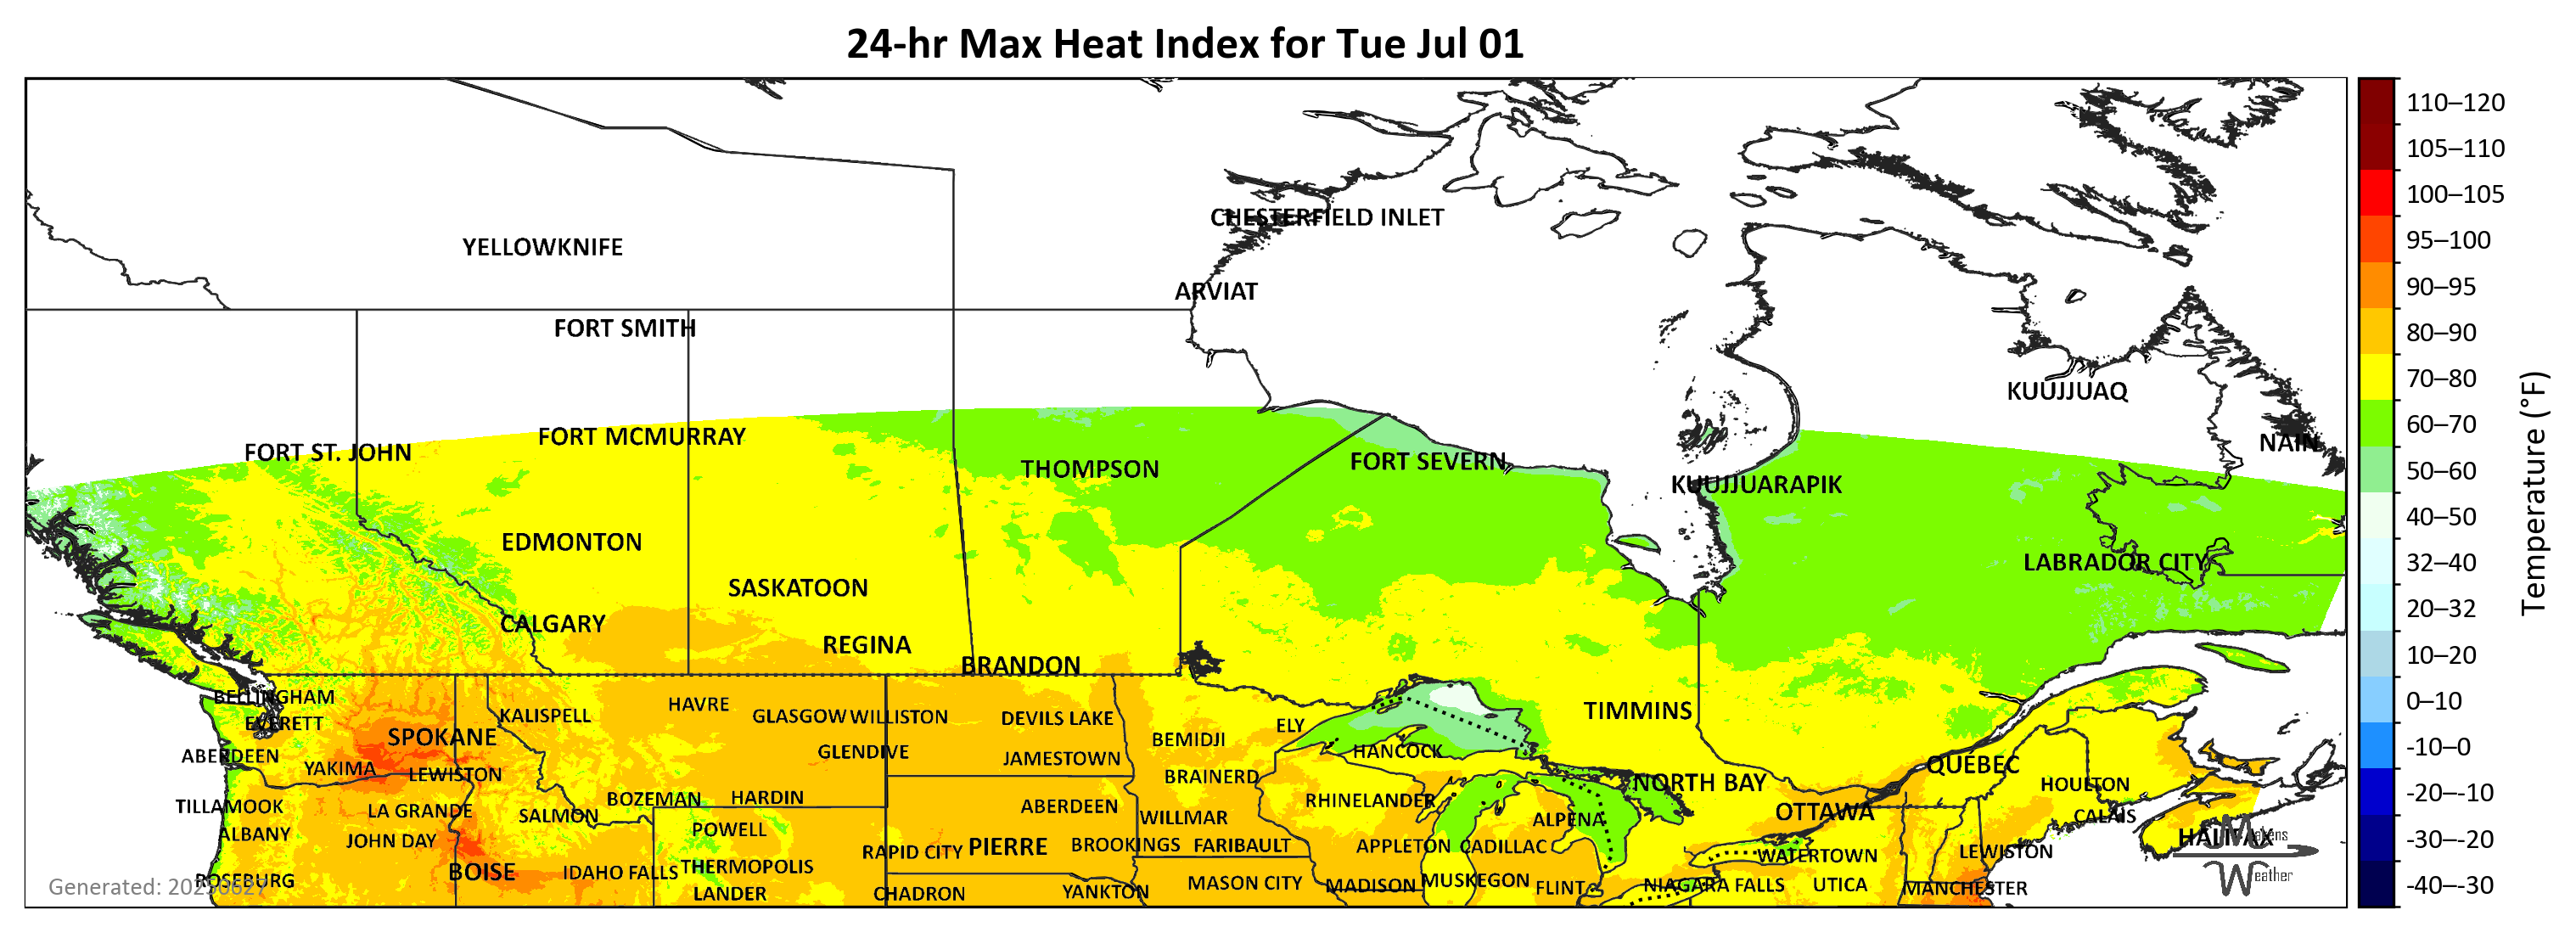 24-hr Max Heat Index for Tue Jul 01
110–120
105–110
100–105
95–100
90–95
80–90
70–80
60–70
50–60
40–50
32–40
20–32
10–20
0–10
-10–0
-20–-10
-30–-20
-40–-30
Temperature (°F)
CHESTERFIELD INLET
YELLOWKNIFE
ARVIAT
FORT SMITH
KUUJJUAQ
FORT MCMURRAY
NAIN
FORT ST. JOHN
FORT SEVERN
THOMPSON
KUUJJUARAPIK
EDMONTON
LABRADOR CITY
SASKATOON
CALGARY
REGINA
BRANDON
BELLINGHAM
HAVRE
TIMMINS
KALISPELL
GLASGOW
WILLISTON
DEVILS LAKE
EVERETT
ELY
SPOKANE
BEMIDJI
GLENDIVE
HANCOCK
ABERDEEN
JAMESTOWN
QUÉBEC
YAKIMA
LEWISTON
BRAINERD
NORTH BAY
HOULTON
BOZEMAN
HARDIN
RHINELANDER
TILLAMOOK
LA GRANDE
ABERDEEN
OTTAWA
SALMON
WILLMAR
CALAIS
ALPENA
ALBANY
POWELL
HALIFAX
JOHN DAY
PIERRE
BROOKINGS
FARIBAULT
APPLETON
CADILLAC
RAPID CITY
LEWISTON
WATERTOWN
THERMOPOLIS
BOISE
IDAHO FALLS
ROSEBURG
MUSKEGON
MASON CITY
MADISON
FLINT
NIAGARA FALLS
UTICA
MANCHESTER
LANDER
CHADRON
YANKTON
Generated: 20250627
Matens
Weather